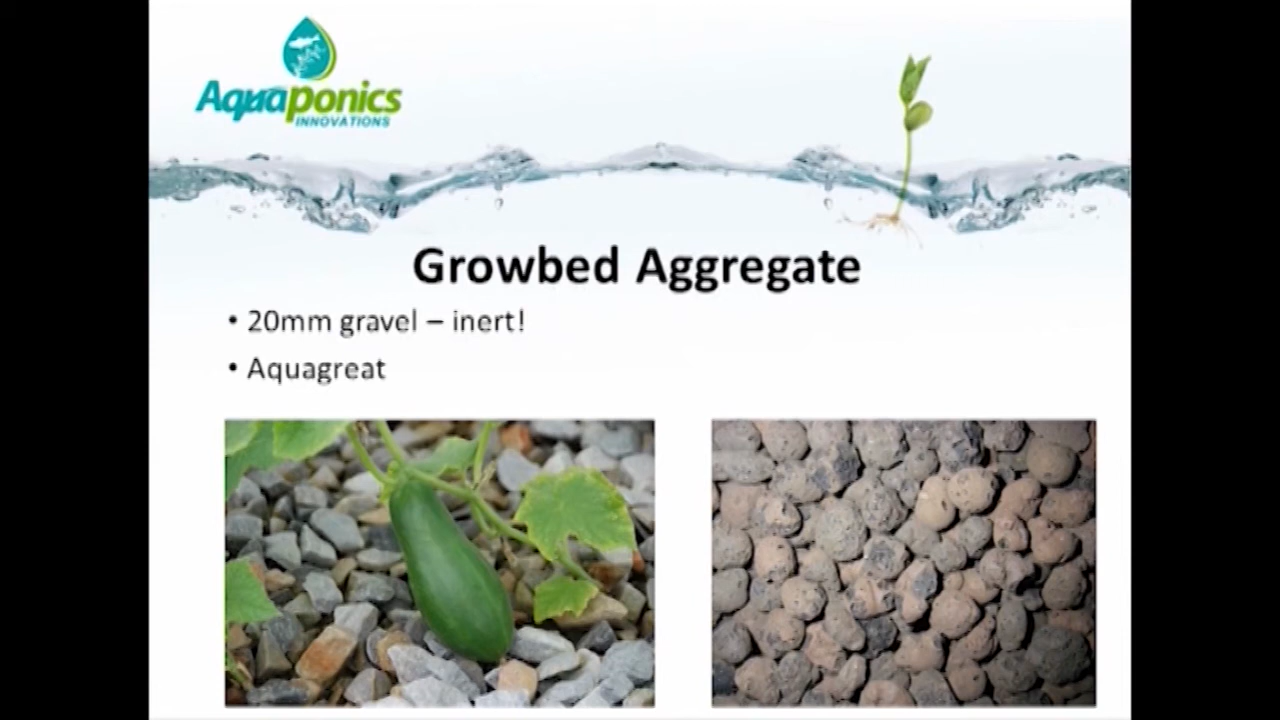 Aquaponics
INNOVATIONS
Growbed Aggregate
• 20mm gravel – inert!
• Aquagreat